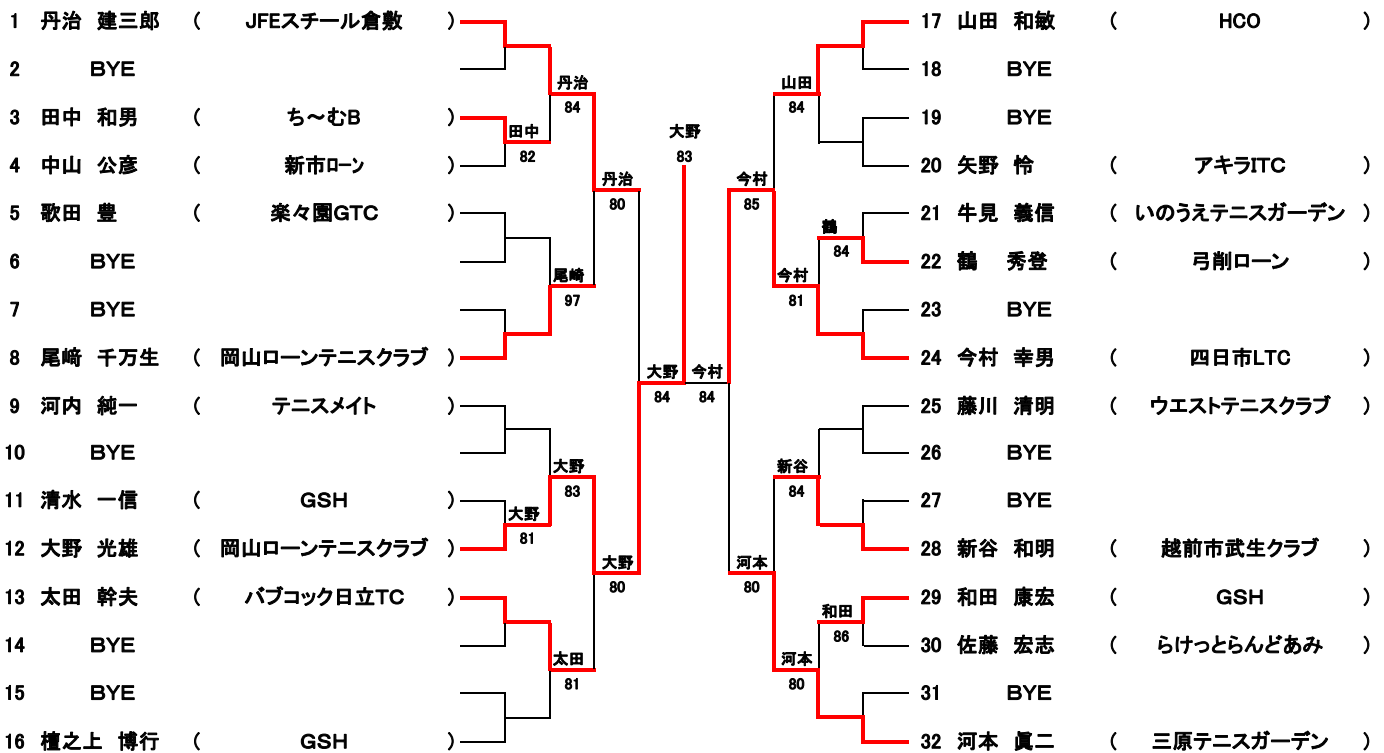 1 丹治 建三郎 ( JFEスチール倉敷 )
2 BYE
3 田中 和男 ( ち～むB )
4 中山 公彦 ( 新市ローン )
5 歌田 豊 ( 楽々園GTC )
6 BYE
7 BYE
8 尾崎 千万生 ( 岡山ローンテニスクラブ )
9 河内 純一 ( テニスメイト )
10 BYE
11 清水 一信 ( GSH )
12 大野 光雄 ( 岡山ローンテニスクラブ )
13 太田 幹夫 ( バブコック日立TC )
14 BYE
15 BYE
16 檀之上 博行 ( GSH )
田中
82
大野
81
丹治
84
尾崎
97
大野
83
太田
81
丹治
80
大野
80
大野
84
大野
83
今村
84
今村
85
河本
80
山田
84
今村
81
新谷
84
河本
80
鶴
84
和田
86
17 山田 和敏 ( HCO )
18 BYE
19 BYE
20 矢野 怜 ( アキラITC )
21 牛見 義信 ( いのうえテニスガーデン )
22 鶴 秀登 ( 弓削ローン )
23 BYE
24 今村 幸男 ( 四日市LTC )
25 藤川 清明 ( ウエストテニスクラブ )
26 BYE
27 BYE
28 新谷 和明 ( 越前市武生クラブ )
29 和田 康宏 ( GSH )
30 佐藤 宏志 ( らけっとらんどあみ )
31 BYE
32 河本 眞二 ( 三原テニスガーデン )